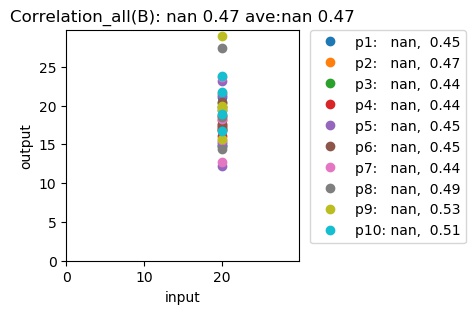 Correlation_all(B): nan 0.47 ave:nan 0.47
25
20
15
10
5
0
output
0 10 20
input
p1: nan, 0.45
p2: nan, 0.47
p3: nan, 0.44
p4: nan, 0.44
p5: nan, 0.45
p6: nan, 0.45
p7: nan, 0.44
p8: nan, 0.49
p9: nan, 0.53
p10: nan, 0.51